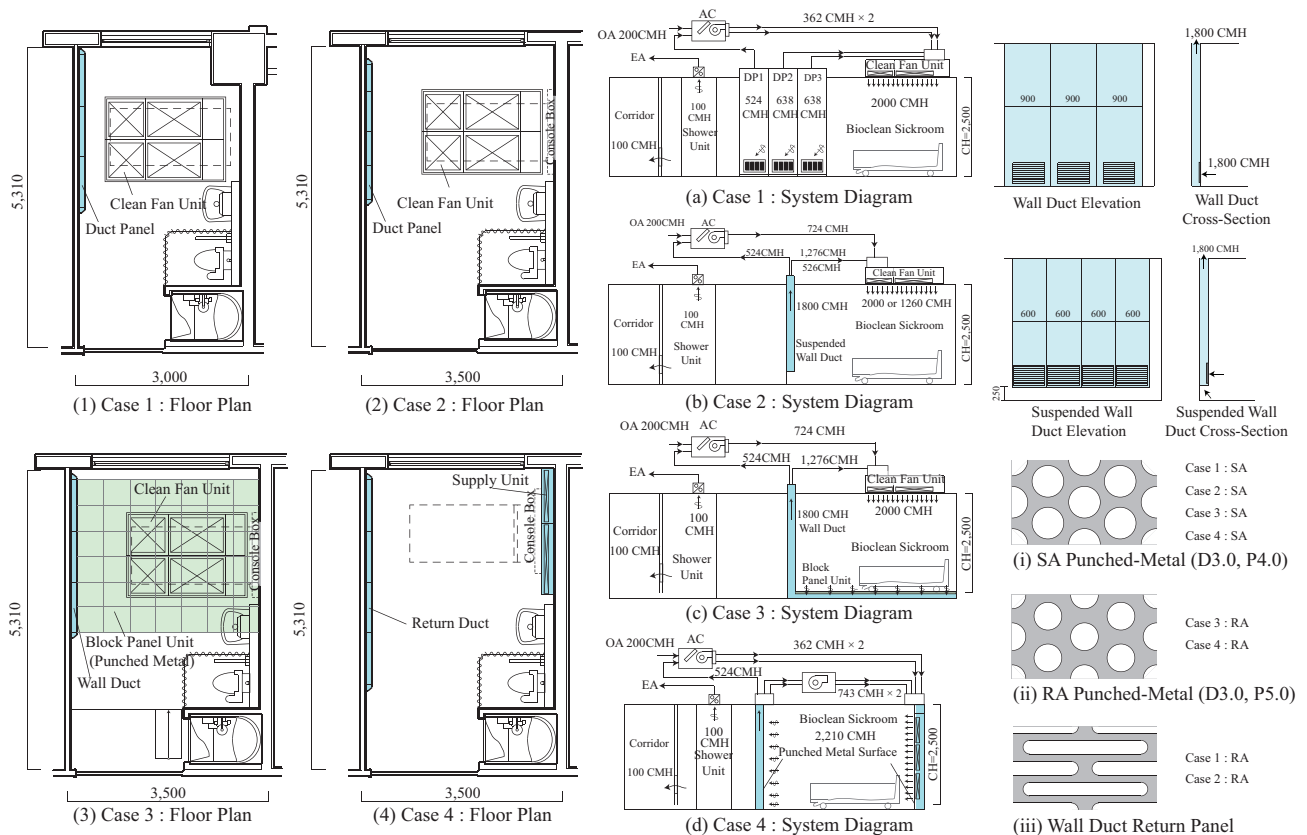 5,310
Clean Fan Unit
Duct Panel
3,000
(1) Case 1 : Floor Plan
5,310
Console Box
Clean Fan Unit
Duct Panel
3,500
(2) Case 2 : Floor Plan
5,310
Clean Fan Unit
Console Box
Block Panel Unit
(Punched Metal)
Wall Duct
3,500
(3) Case 3 : Floor Plan
5,310
Supply Unit
Console Box
Return Duct
3,500
(4) Case 4 : Floor Plan
AC
362 CMH × 2
OA 200CMH
EA
Clean Fan Unit
DP1
DP2
DP3
524
CMH
638
CMH
638
CMH
100
CMH
Shower
Unit
Corridor
100 CMH
2000 CMH
Bioclean Sickroom
CH=2,500
(a) Case 1 : System Diagram
OA 200CMH
AC
724 CMH
524CMH
1,276CMH
526CMH
EA
Clean Fan Unit
2000 or 1260 CMH
1800 CMH
100
CMH
Shower
Unit
Corridor
100 CMH
Bioclean Sickroom
Suspended
Wall Duct
CH=2,500
(b) Case 2 : System Diagram
OA 200CMH
AC
724 CMH
524CMH
1,276CMH
EA
Clean Fan Unit
2000 CMH
1800 CMH
Wall Duct
100
CMH
Shower
Unit
Corridor
100 CMH
Bioclean Sickroom
Block
Panel Unit
CH=2,500
(c) Case 3 : System Diagram
OA 200CMH
AC
362 CMH × 2
524CMH
EA
743 CMH × 2
Bioclean Sickroom
2,210 CMH
Punched Metal Surface
100
CMH
Shower
Unit
Corridor
100 CMH
CH=2,500
(d) Case 4 : System Diagram
900
900
900
Wall Duct Elevation
1,800 CMH
1,800 CMH
Wall Duct
Cross-Section
600
600
600
600
250
Suspended Wall
Duct Elevation
1,800 CMH
Suspended Wall
Duct Cross-Section
Case 1 : SA
Case 2 : SA
Case 3 : SA
Case 4 : SA
(i) SA Punched-Metal (D3.0, P4.0)
Case 3 : RA
Case 4 : RA
(ii) RA Punched-Metal (D3.0, P5.0)
Case 1 : RA
Case 2 : RA
(iii) Wall Duct Return Panel